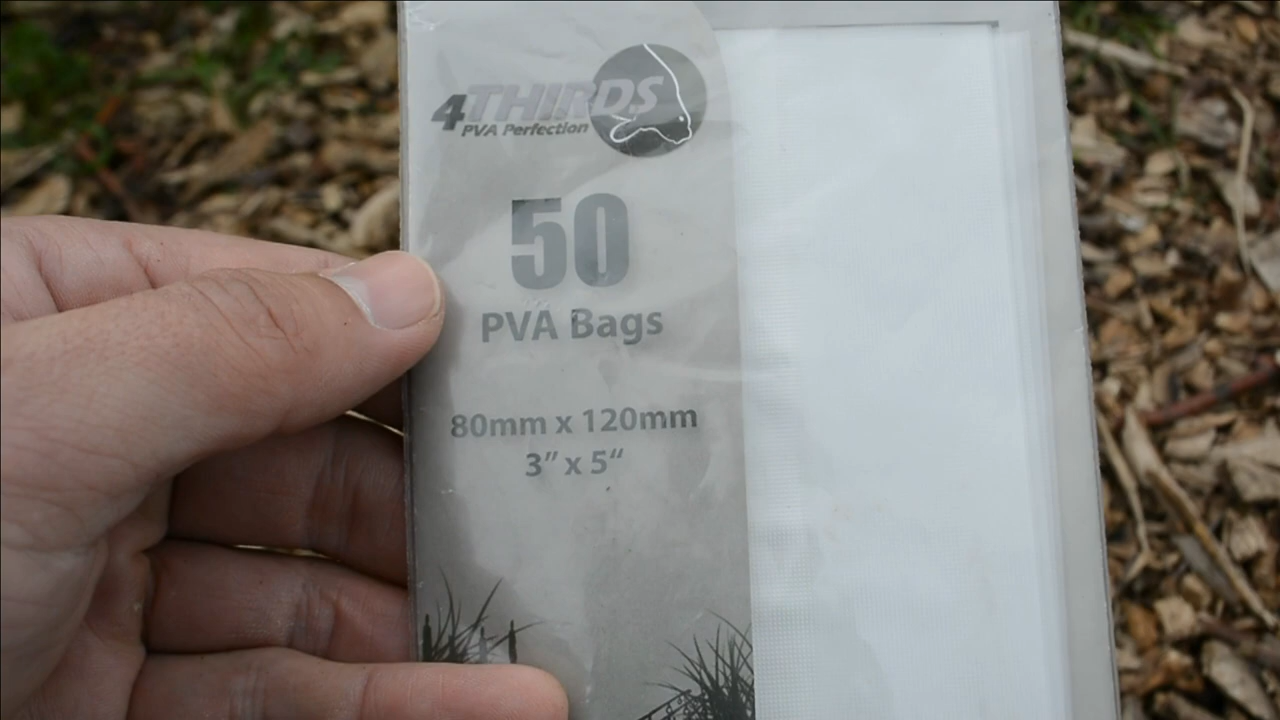 4THIRDS
PVA Perfection
50
PVA Bags
80mm x 120mm
3” x 5“